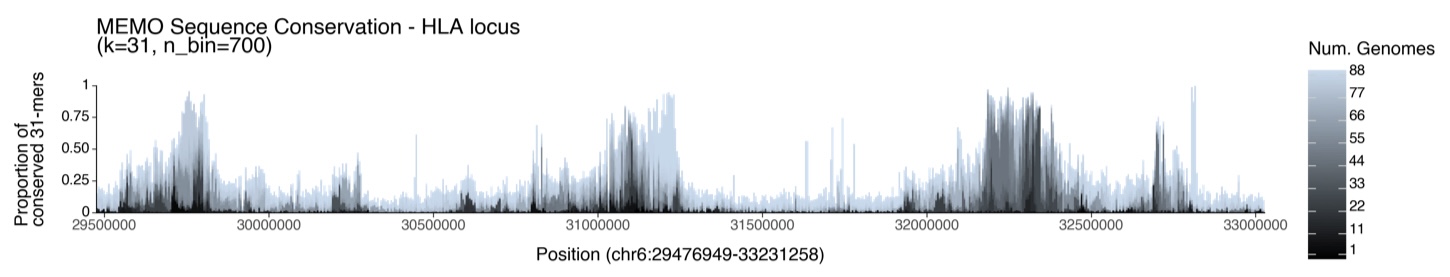 MEMO Sequence Conservation - HLA locus
(k=31, n_bin=700)
Num. Genomes
Proportion of
conserved 31-mers
1
0.75
0.50
0.25
0
29500000 30000000 30500000 31000000 31500000 32000000 32500000 33000000
Position (chr6:29476949-33231258)
88
77
66
55
44
33
22
11
1